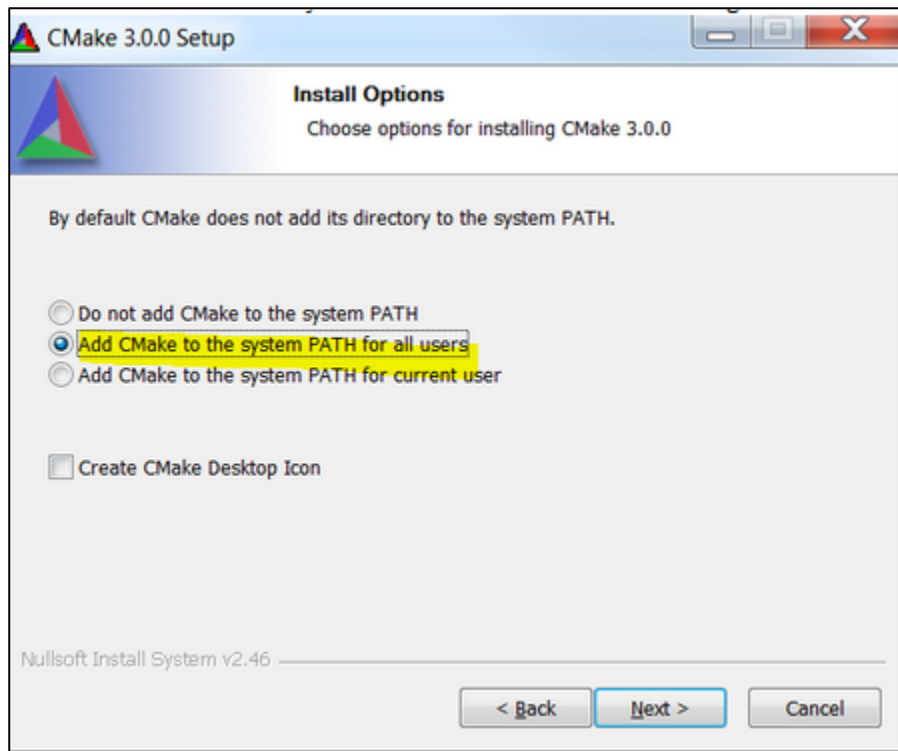 CMake 3.0.0 Setup
Install Options
Choose options for installing CMake 3.0.0
By default CMake does not add its directory to the system PATH.
Do not add CMake to the system PATH
Add CMake to the system PATH for all users
Add CMake to the system PATH for current user
Create CMake Desktop Icon
Nullsoft Install System v2.46
< Back
Next >
Cancel